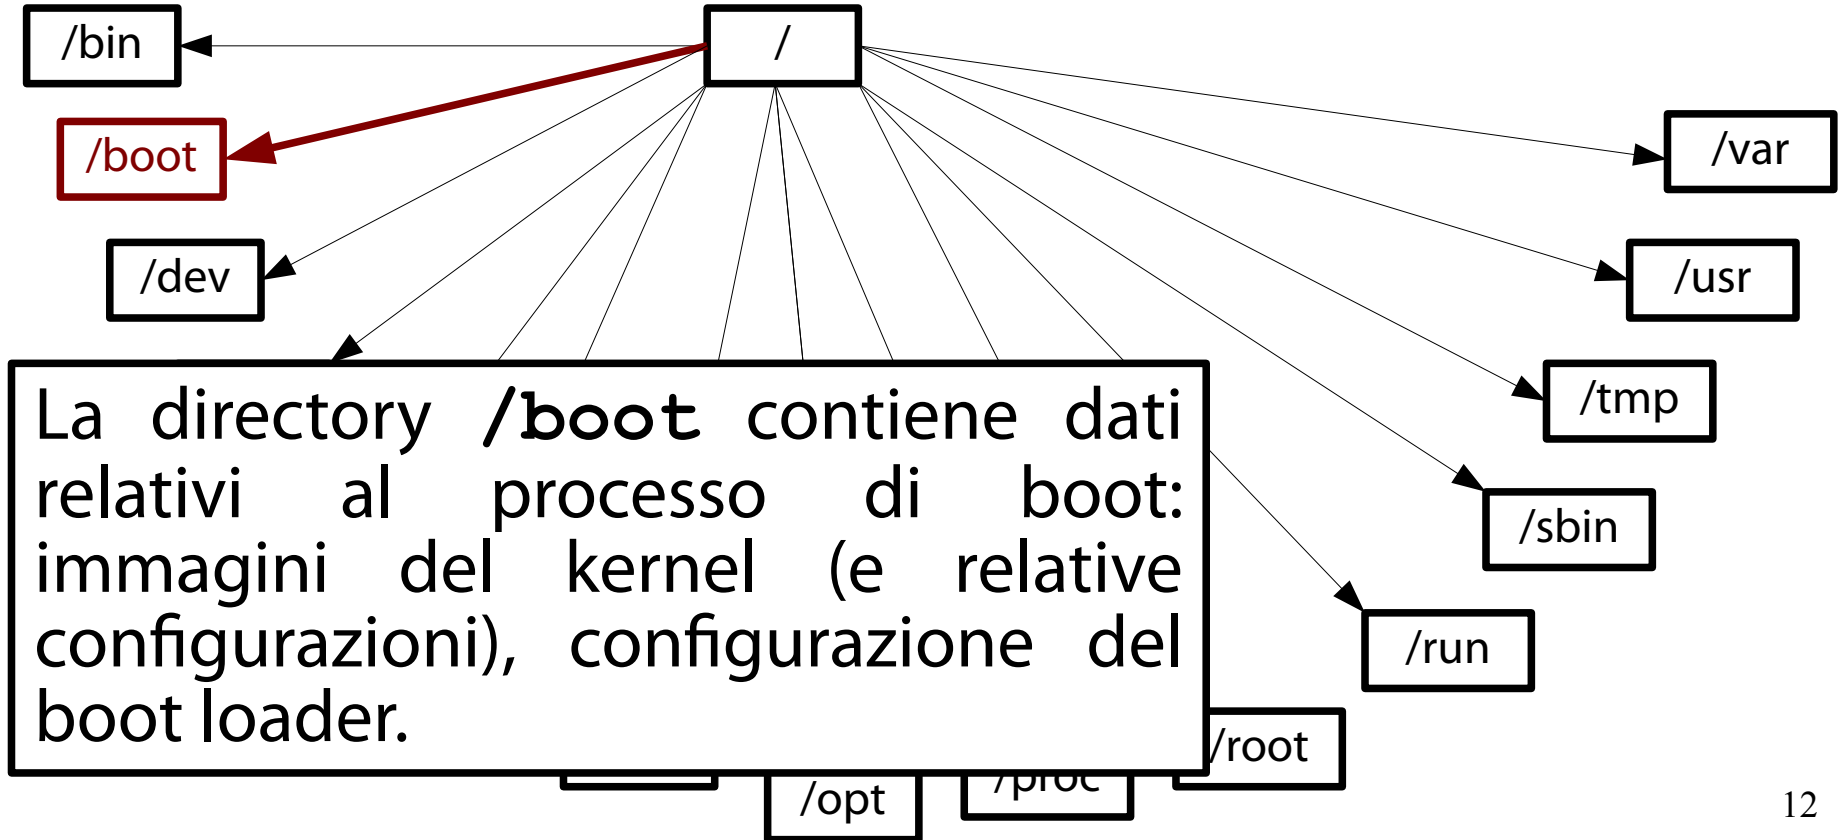 /bin
/
/boot
/var
/dev
/usr
/tmp
La directory /boot contiene dati
relativi al processo di boot:
immagini del kernel (e relative
configurazioni), configurazione del
boot loader.
/sbin
/run
/root
/proc
/opt
12